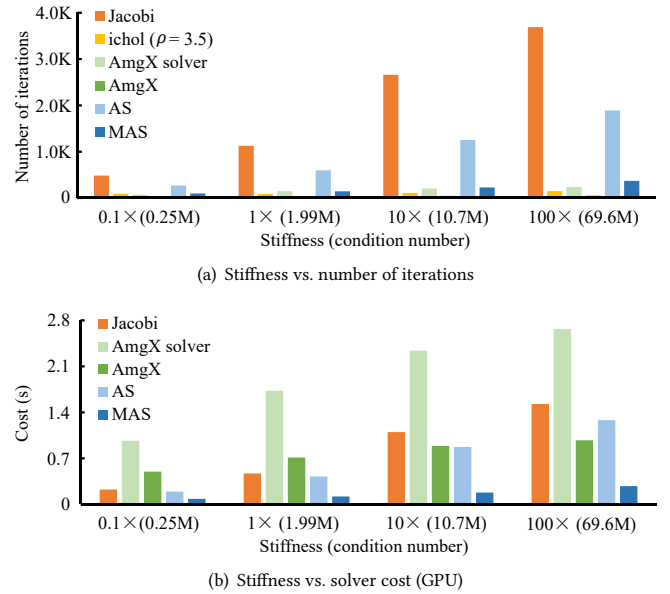 4.0K
3.0K
2.0K
1.0K
0
Number of iterations
Jacobi
ichol (ρ = 3.5)
AmgX solver
AmgX
AS
MAS
0.1×(0.25M) 1×(1.99M) 10×(10.7M) 100×(69.6M)
Stiffness (condition number)
(a) Stiffness vs. number of iterations
2.8
2.1
1.4
0.7
0
Cost (s)
Jacobi
AmgX solver
AmgX
AS
MAS
0.1×(0.25M) 1×(1.99M) 10×(10.7M) 100×(69.6M)
Stiffness (condition number)
(b) Stiffness vs. solver cost (GPU)